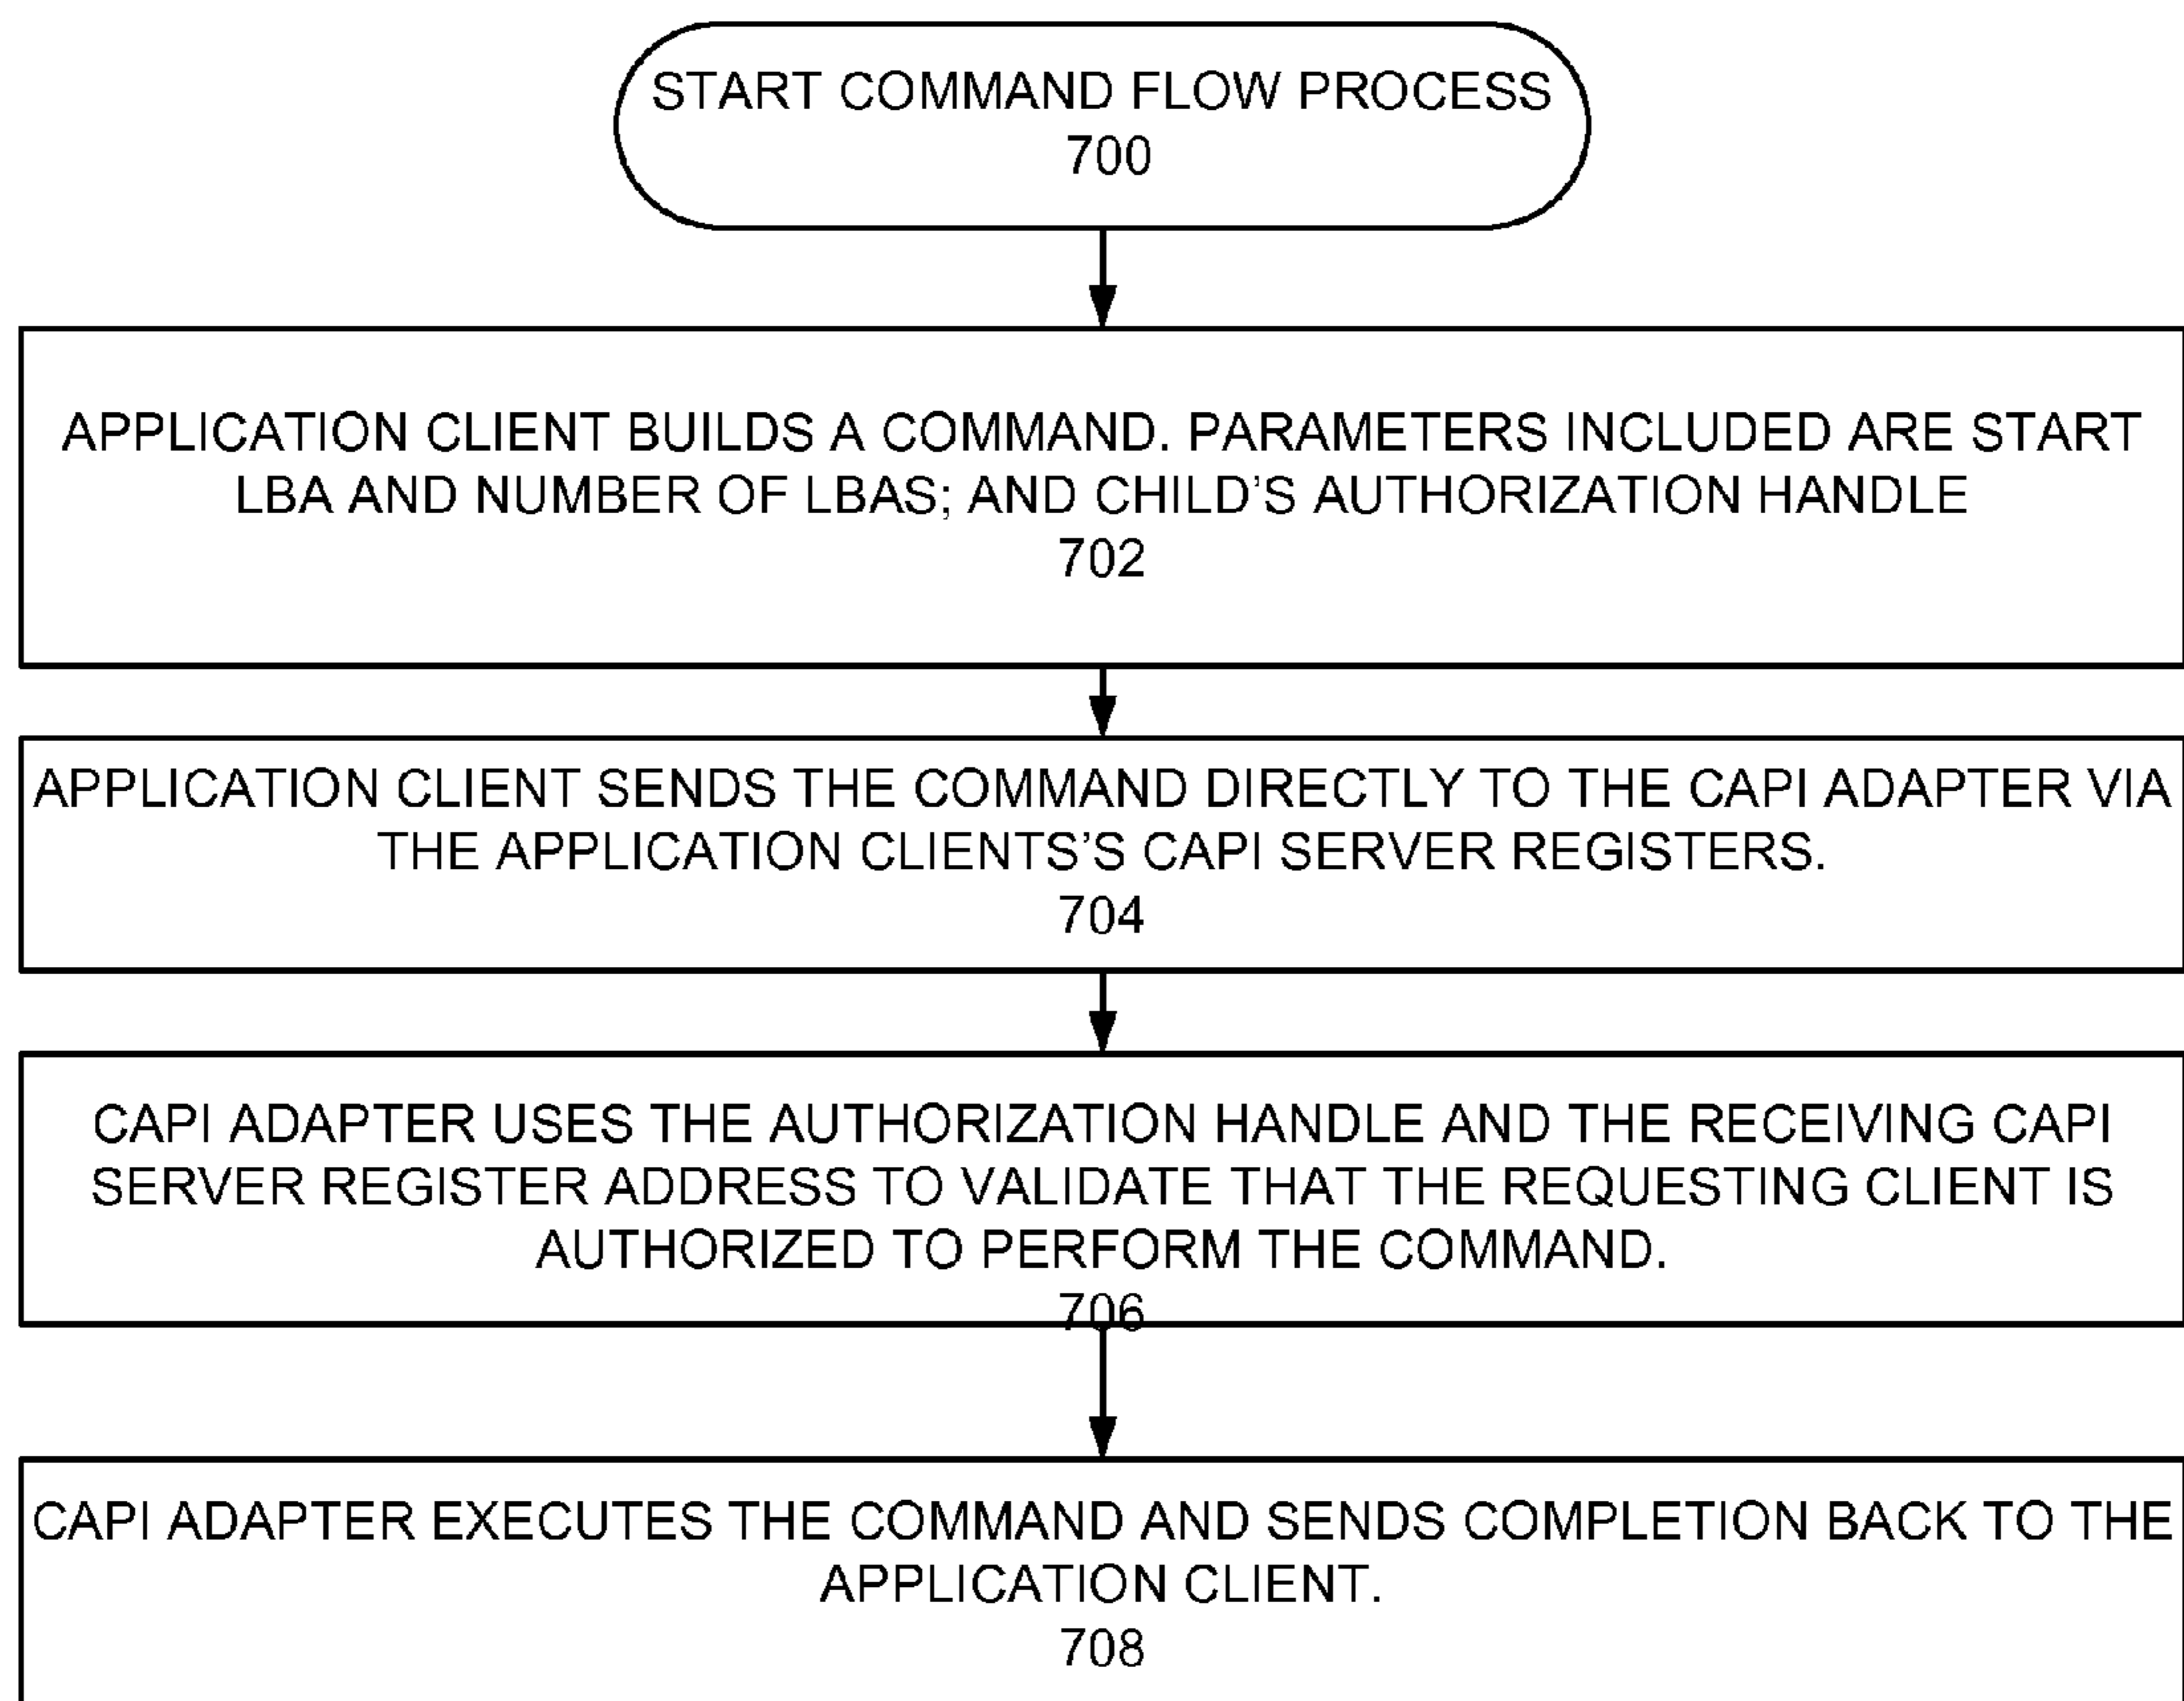 START COMMAND FLOW PROCESS
700
APPLICATION CLIENT BUILDS A COMMAND. PARAMETERS INCLUDED ARE START
LBA AND NUMBER OF LBAS; AND CHILD’S AUTHORIZATION HANDLE
702
APPLICATION CLIENT SENDS THE COMMAND DIRECTLY TO THE CAPI ADAPTER VIA
THE APPLICATION CLIENTS’S CAPI SERVER REGISTERS.
704
CAPI ADAPTER USES THE AUTHORIZATION HANDLE AND THE RECEIVING CAPI
SERVER REGISTER ADDRESS TO VALIDATE THAT THE REQUESTING CLIENT IS
AUTHORIZED TO PERFORM THE COMMAND.
706
CAPI ADAPTER EXECUTES THE COMMAND AND SENDS COMPLETION BACK TO THE
APPLICATION CLIENT.
708